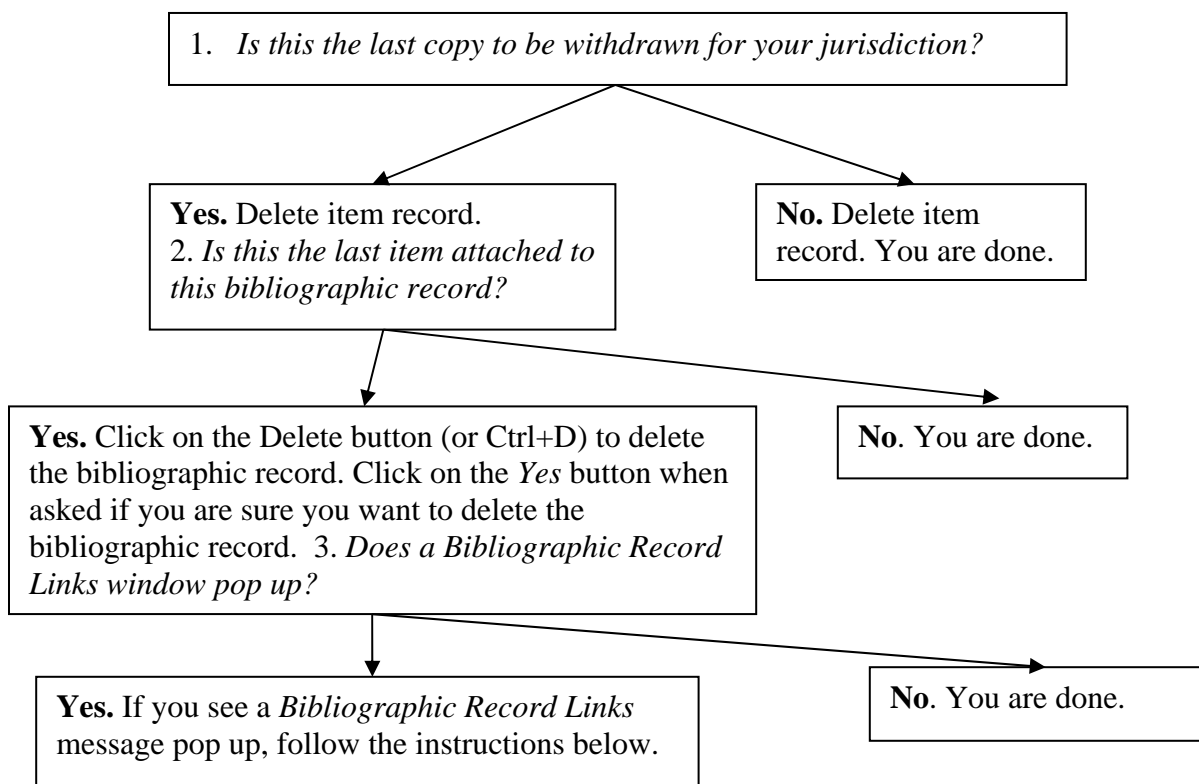 1. Is this the last copy to be withdrawn for your jurisdiction?
Yes. Delete item record.
2. Is this the last item attached to
this bibliographic record?
No. Delete item
record. You are done.
Yes. Click on the Delete button (or Ctrl+D) to delete
the bibliographic record. Click on the Yes button when
asked if you are sure you want to delete the
bibliographic record. 3. Does a Bibliographic Record
Links window pop up?
No. You are done.
Yes. If you see a Bibliographic Record Links
message pop up, follow the instructions below.
No. You are done.